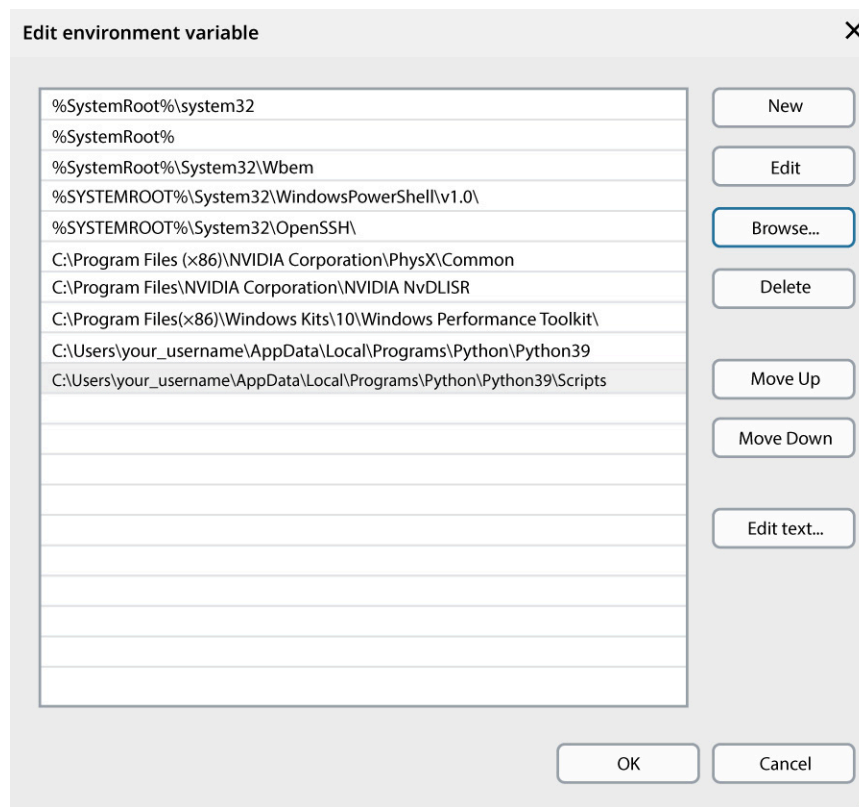 Edit environment variable
%SystemRoot%\system32
%SystemRoot%
%SystemRoot%\System32\Wbem
%SYSTEMROOT%\System32\WindowsPowerShell\v1.0\
%SYSTEMROOT%\System32\OpenSSH\
C:\Program Files (×86)\NVIDIA Corporation\PhysX\Common
C:\Program Files\NVIDIA Corporation\NVIDIA NvDLISR
C:\Program Files(×86)\Windows Kits\10\Windows Performance Toolkit\
C:\Users\your_username\AppData\Local\Programs\Python\Python39
C:\Users\your_username\AppData\Local\Programs\Python\Python39\Scripts
New
Edit
Browse...
Delete
Move Up
Move Down
Edit text...
OK
Cancel